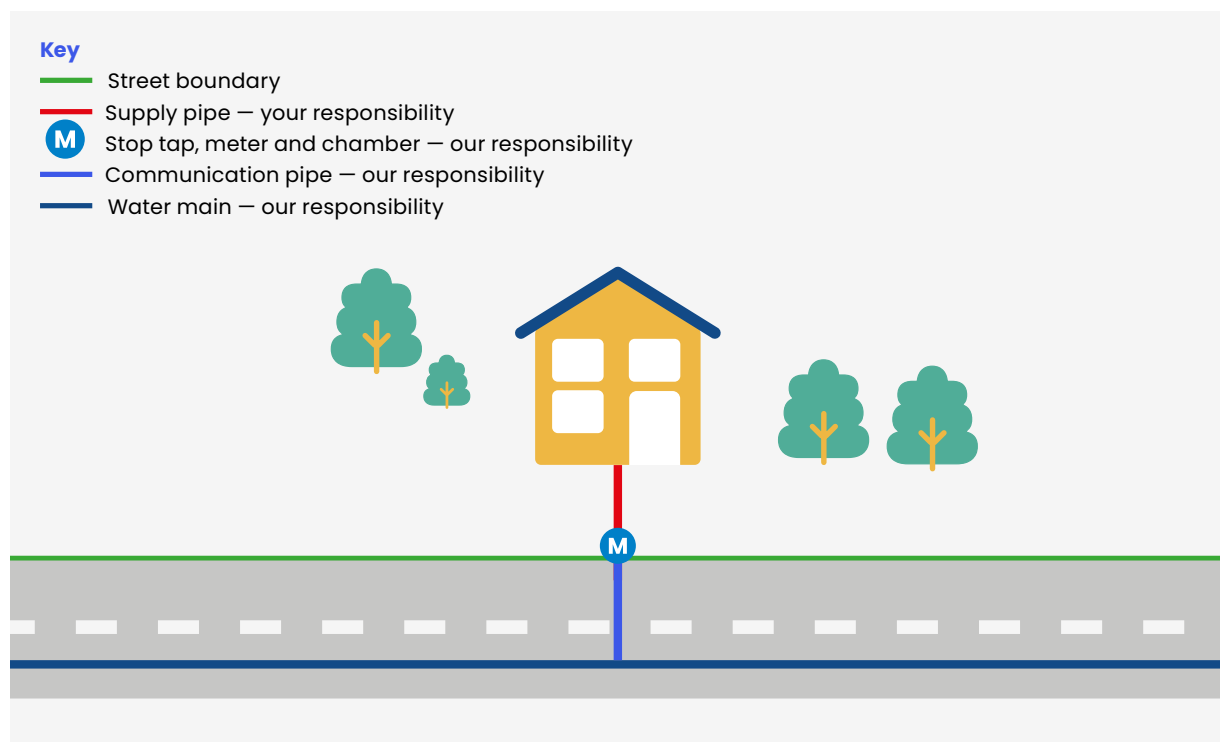 Key
Street boundary
Supply pipe — your responsibility
M
Stop tap, meter and chamber — our responsibility
Communication pipe — our responsibility
Water main — our responsibility
M